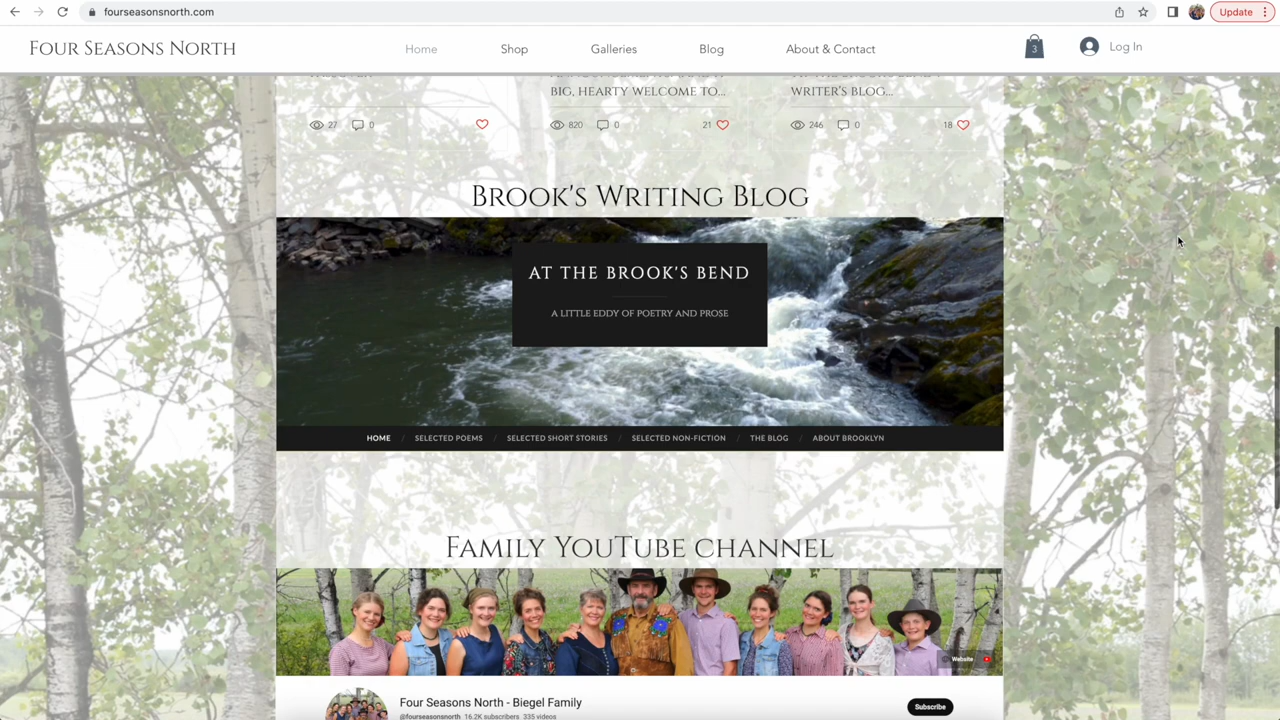 fourseasonsnorth.com
Update
Four Seasons North
Home
Shop
Galleries
Blog
About & Contact
3
Log In
BIG, HEARTY WELCOME TO...
WRITER'S BLOG...
27
0
820
0
21
246
0
18
Brook's Writing Blog
AT THE BROOK'S BEND
A LITTLE EDDY OF POETRY AND PROSE
HOME / SELECTED POEMS / SELECTED SHORT STORIES / SELECTED NON-FICTION / THE BLOG / ABOUT BROOKLYN
Family YouTube channel
Website
Four Seasons North - Biegel Family
Subscribe
@fourseasonsnorth 16.2K subscribers 335 videos